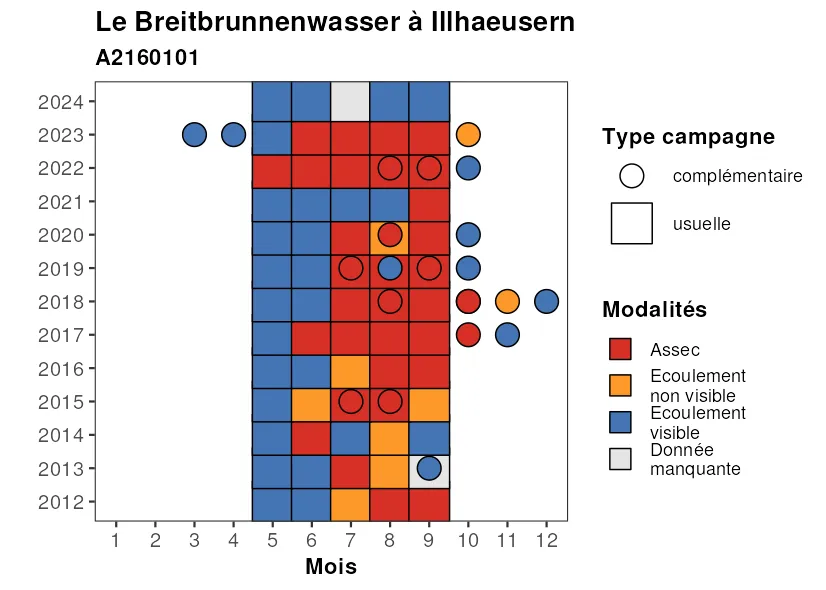 Le Breitbrunnenwasser à Illhaeusern
A2160101
2024
2023
2022
2021
2020
2019
2018
2017
2016
2015
2014
2013
2012
1 2 3 4 5 6 7 8 9 10 11 12
Mois
Type campagne
complémentaire
usuelle
Modalités
Assec
Ecoulement
non visible
Ecoulement
visible
Donnée
manquante